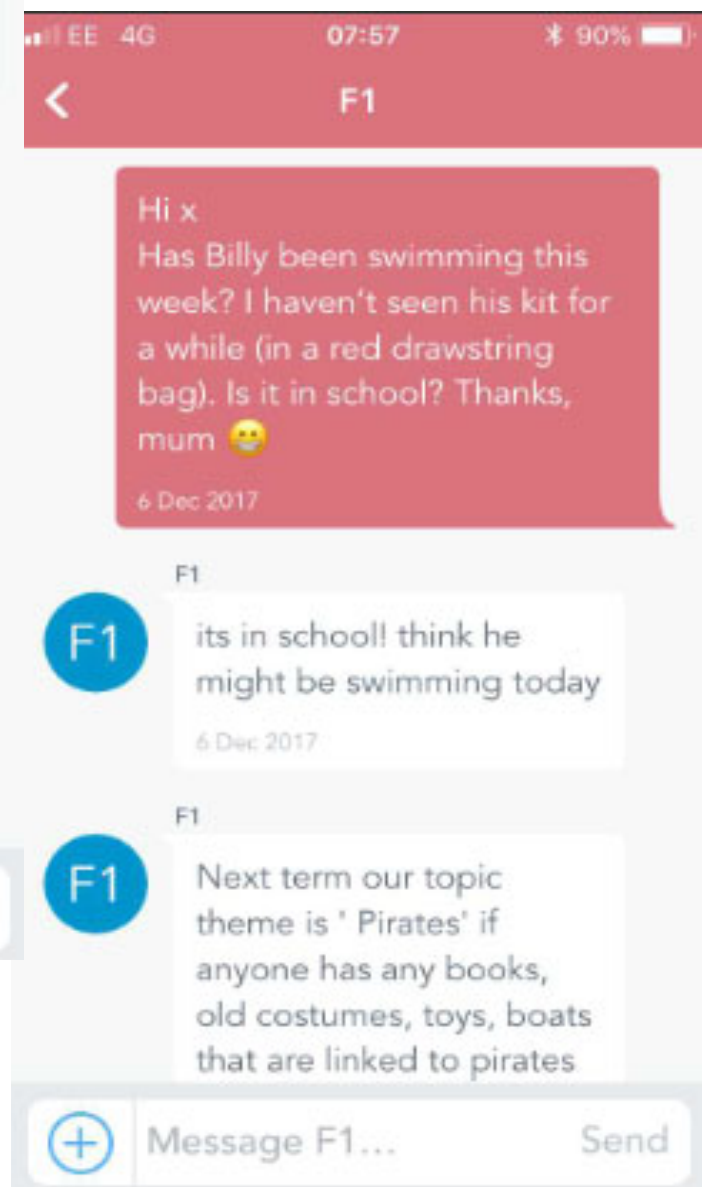 EE 4G 07:57 90%
F1
Hi x
Has Billy been swimming this
week? I haven't seen his kit for
a while (in a red drawstring
bag). Is it in school? Thanks,
mum 😬
6 Dec 2017
F1
F1
its in school! think he
might be swimming today
6 Dec 2017
F1
F1
Next term our topic
theme is ' Pirates' if
anyone has any books,
old costumes, toys, boats
that are linked to pirates
Message F1... Send